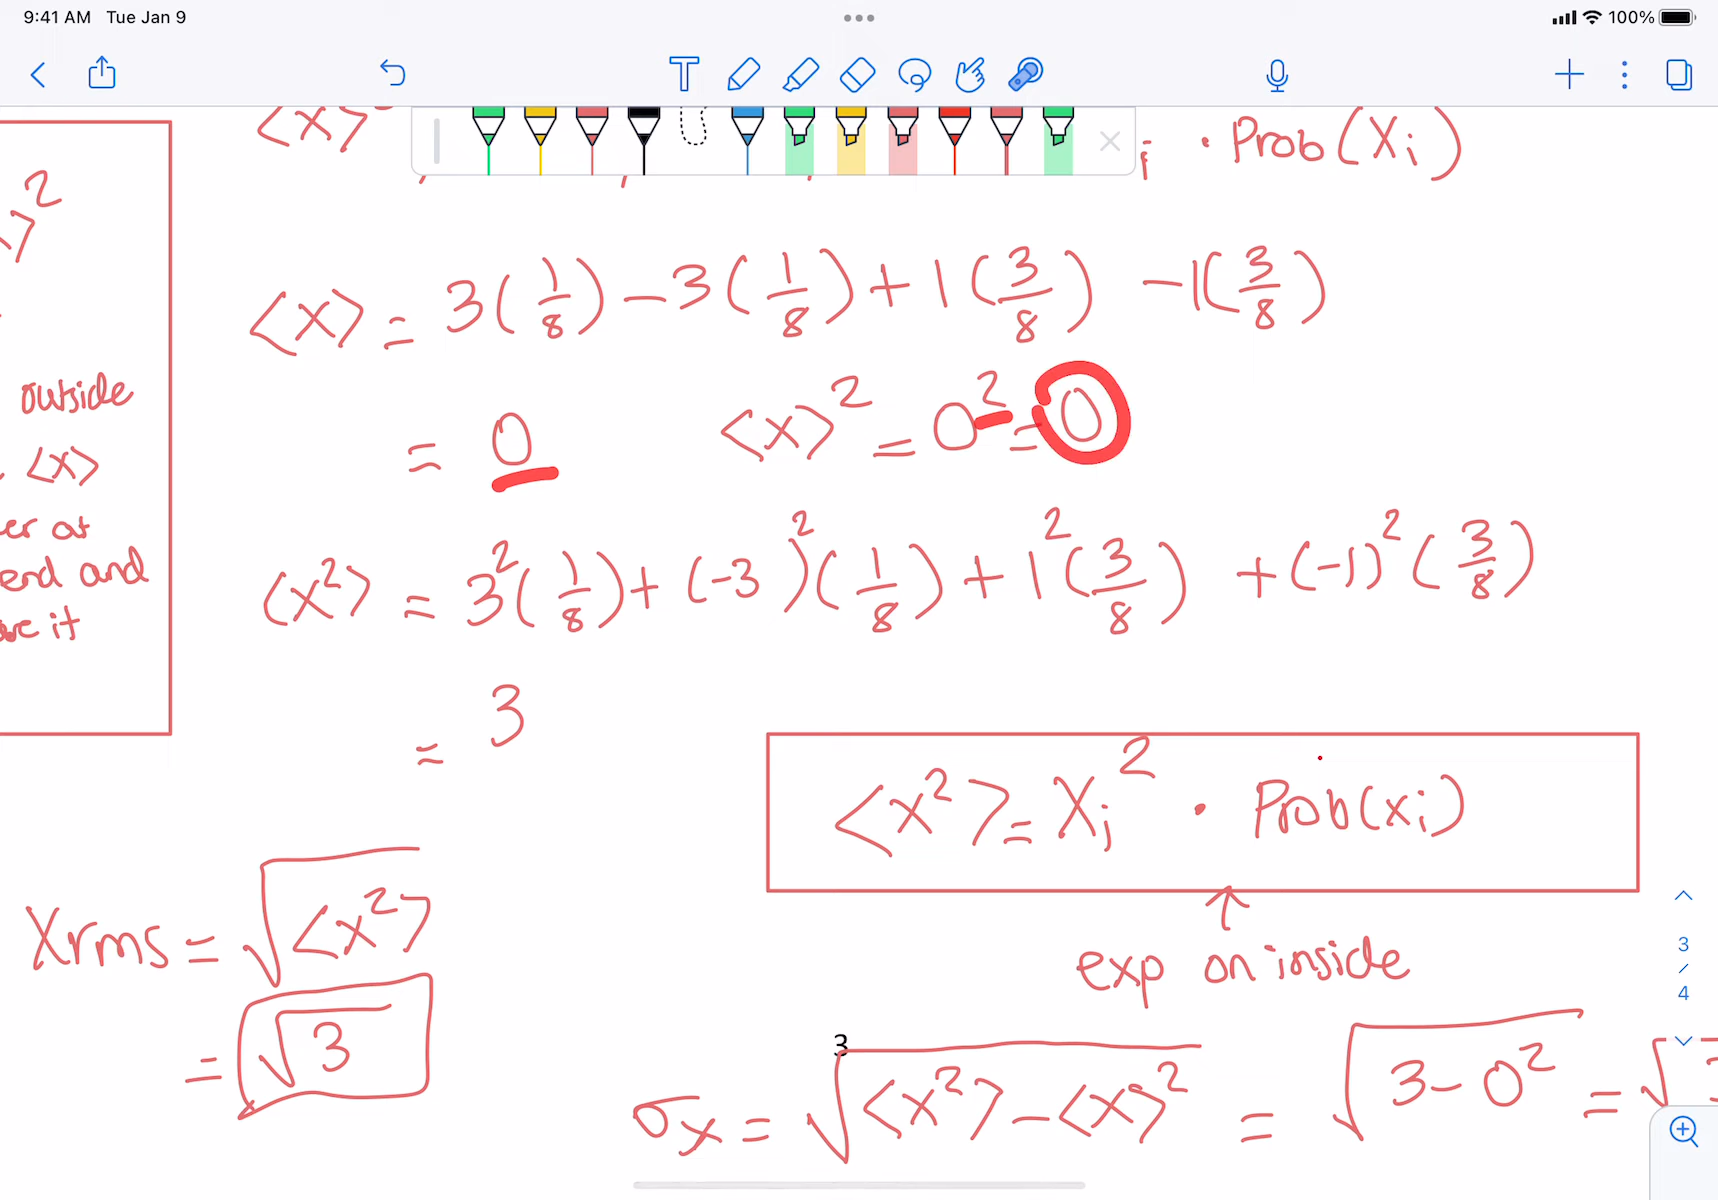 9:41 AM Tue Jan 9
100%
⟨x⟩
· Prob(Xi)
⟩²
⟨x⟩ = 3(1/8) − 3(1/8) + 1(3/8) − 1(3/8)
outside
= 0
⟨x⟩² = 0² = 0
⟨x⟩
er at
end and
it
⟨x²⟩ = 3²(1/8) + (-3)²(1/8) + 1²(3/8) + (-1)²(3/8)
= 3
⟨x²⟩ = Xi² · Prob(xi)
↑
exp on inside
Xrms = √⟨x²⟩
= √3
3
σx = √⟨x²⟩ − ⟨x⟩² = √3 − 0² = √
3
/
4